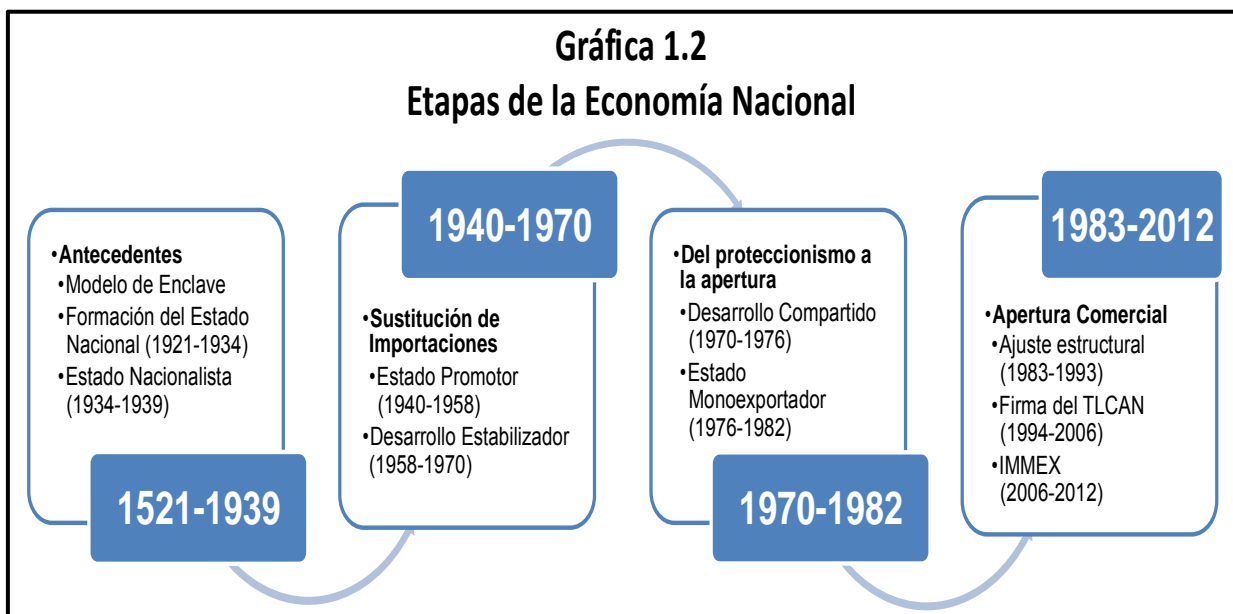 Gráfica 1.2
Etapas de la Economía Nacional
•Antecedentes
•Modelo de Enclave
•Formación del Estado
Nacional (1921-1934)
•Estado Nacionalista
(1934-1939)
1521-1939
1940-1970
•Sustitución de
Importaciones
•Estado Promotor
(1940-1958)
•Desarrollo Estabilizador
(1958-1970)
•Del proteccionismo a
la apertura
•Desarrollo Compartido
(1970-1976)
•Estado
Monoexportador
(1976-1982)
1970-1982
1983-2012
•Apertura Comercial
•Ajuste estructural
(1983-1993)
•Firma del TLCAN
(1994-2006)
•IMMEX
(2006-2012)